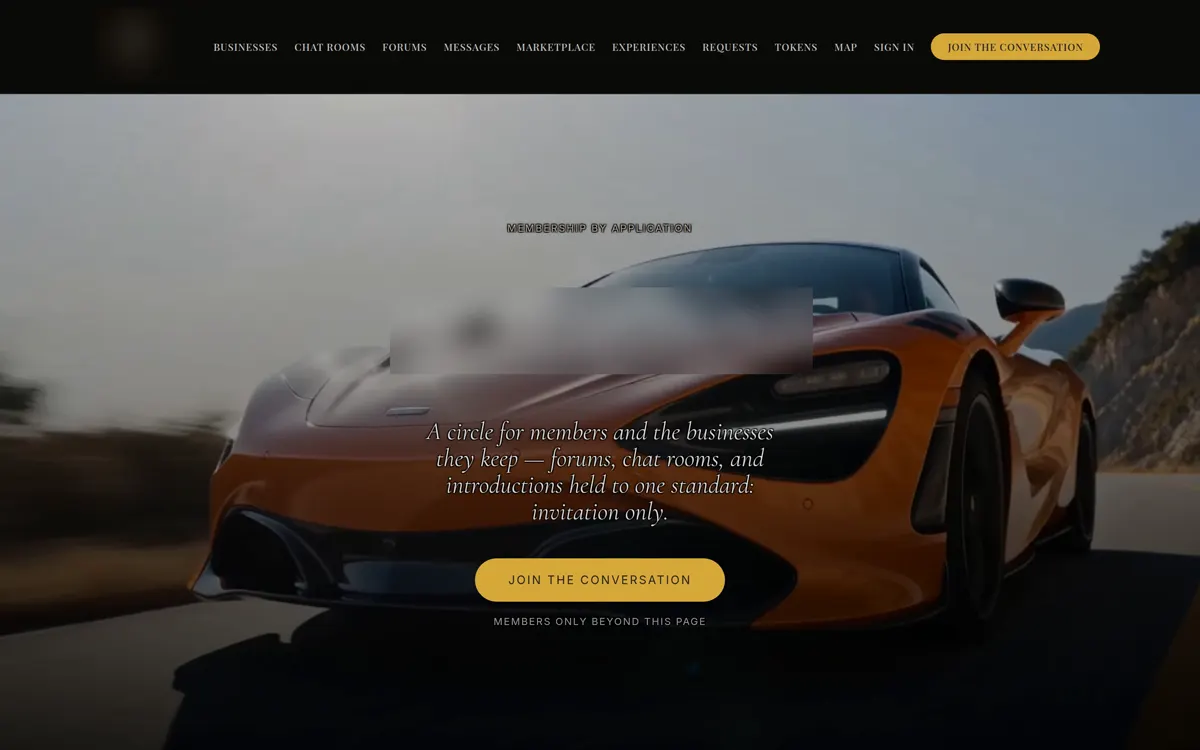 BUSINESSES CHAT ROOMS FORUMS MESSAGES MARKETPLACE EXPERIENCES REQUESTS TOKENS MAP SIGN IN JOIN THE CONVERSATION
MEMBERSHIP BY APPLICATION
A circle for members and the businesses
they keep — forums, chat rooms, and
introductions held to one standard:
invitation only.
JOIN THE CONVERSATION
MEMBERS ONLY BEYOND THIS PAGE